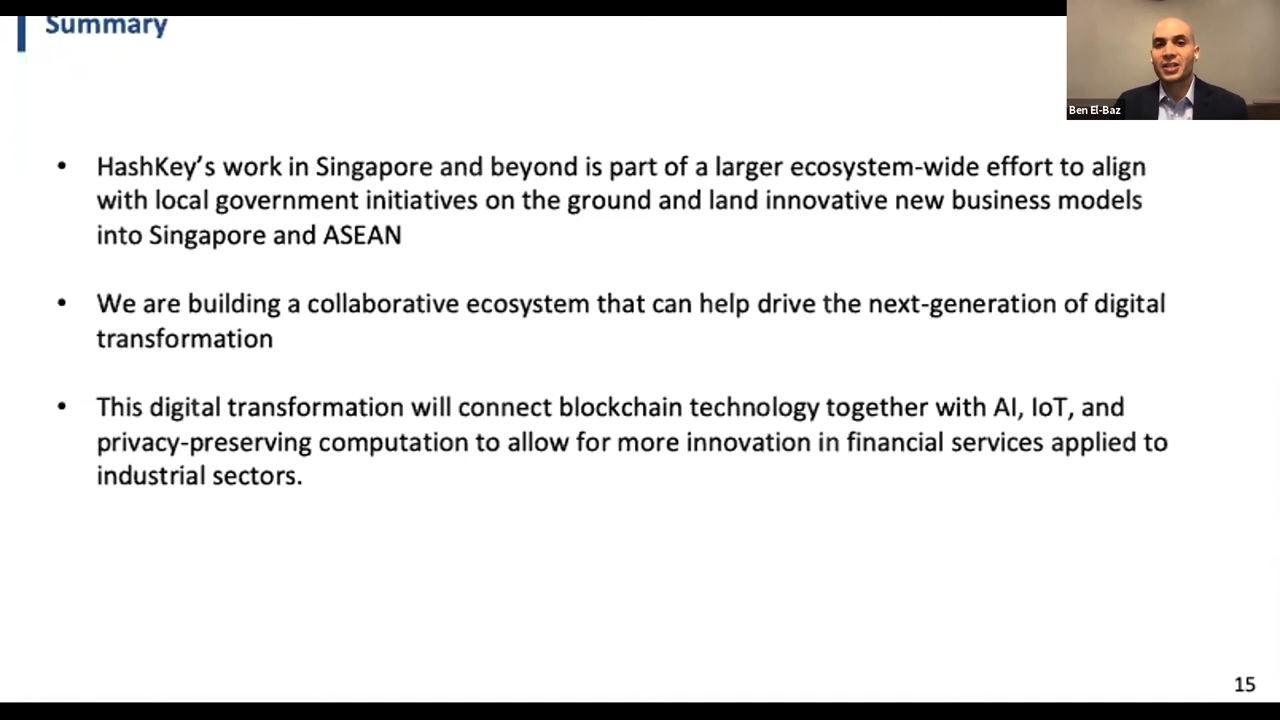 Summary
Ben El-Baz
• HashKey’s work in Singapore and beyond is part of a larger ecosystem-wide effort to align
with local government initiatives on the ground and land innovative new business models
into Singapore and ASEAN
• We are building a collaborative ecosystem that can help drive the next-generation of digital
transformation
• This digital transformation will connect blockchain technology together with AI, IoT, and
privacy-preserving computation to allow for more innovation in financial services applied to
industrial sectors.
15